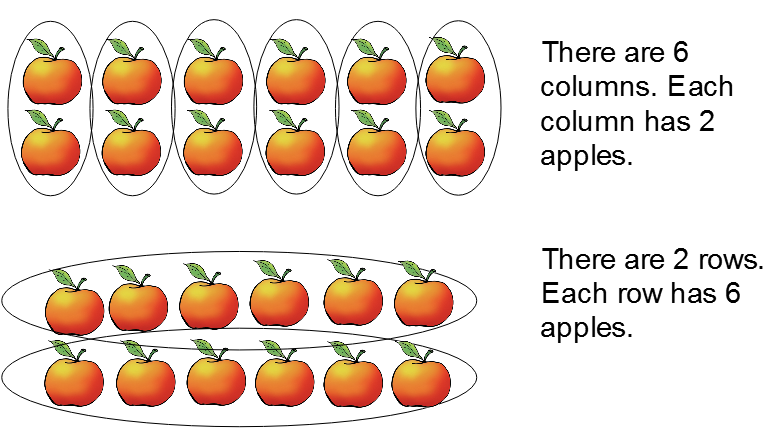 There are 6
columns. Each
column has 2
apples.
There are 2 rows.
Each row has 6
apples.